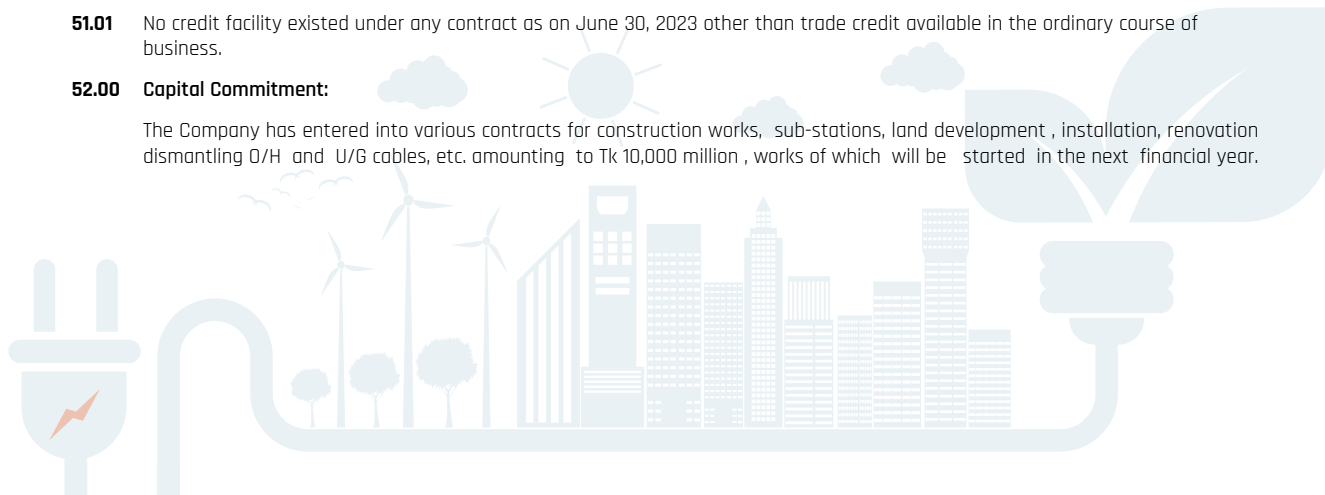 51.01 No credit facility existed under any contract as on June 30, 2023 other than trade credit available in the ordinary course of
business.
52.00 Capital Commitment:
The Company has entered into various contracts for construction works, sub-stations, land development , installation, renovation
dismantling O/H and U/G cables, etc. amounting to Tk 10,000 million , works of which will be started in the next financial year.